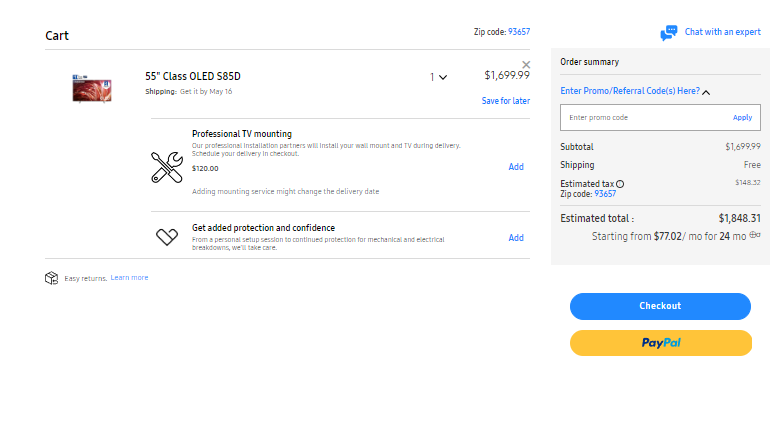 Cart
Zip code: 93657
55" Class OLED S85D
Shipping: Get it by May 16
1
$1,699.99
Save for later
Professional TV mounting
Our professional installation partners will install your wall mount and TV during delivery.
Schedule your delivery in checkout.
$120.00
Add
Adding mounting service might change the delivery date
Get added protection and confidence
From a personal setup session to continued protection for mechanical and electrical
breakdowns, we'll take care.
Add
Easy returns. Learn more
Chat with an expert
Order summary
Enter Promo/Referral Code(s) Here?
Enter promo code
Apply
Subtotal $1,699.99
Shipping Free
Estimated tax $148.32
Zip code: 93657
Estimated total : $1,848.31
Starting from $77.02/ mo for 24 mo
Checkout
PayPal